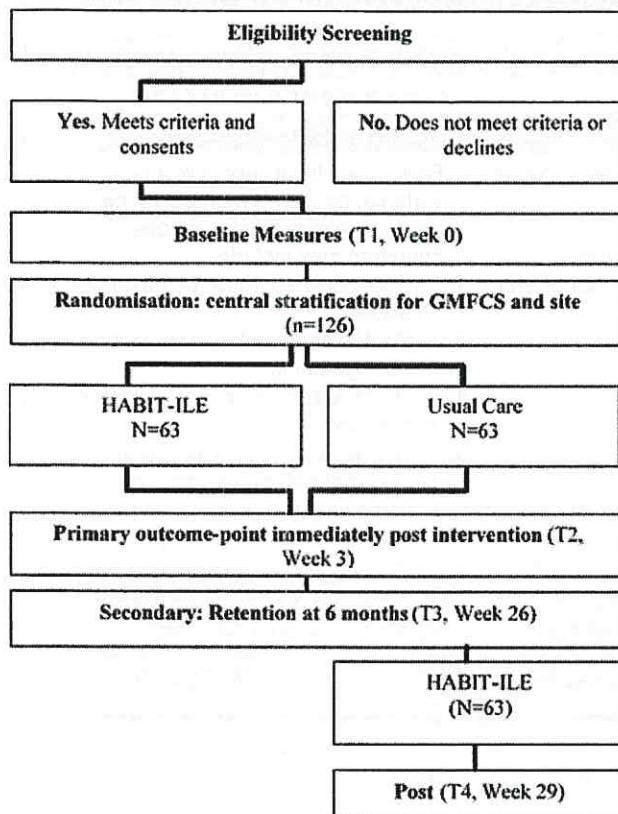 Eligibility Screening
Yes. Meets criteria and
consents
No. Does not meet criteria or
declines
Baseline Measures (T1, Week 0)
Randomisation: central stratification for GMFCS and site
(n=126)
HABIT-ILE
N=63
Usual Care
N=63
Primary outcome-point immediately post intervention (T2,
Week 3)
Secondary: Retention at 6 months (T3, Week 26)
HABIT-ILE
(N=63)
Post (T4, Week 29)